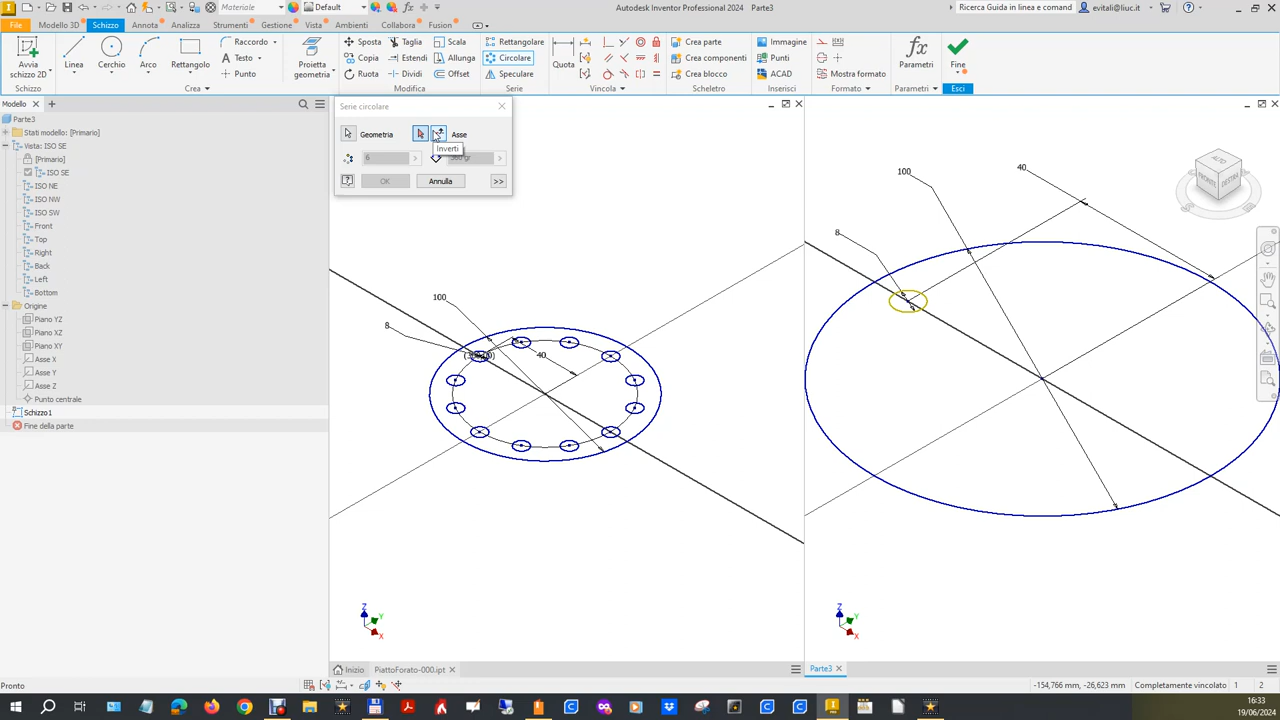 Materiale
Default
Autodesk Inventor Professional 2024 Parte3
Ricerca Guida in linea e comandi
evitali@liuc.it
File
Modello 3D
Schizzo
Annota
Analizza
Strumenti
Gestione
Vista
Ambienti
Collabora
Fusion
Avvia
schizzo 2D
Linea
Cerchio
Arco
Rettangolo
Raccordo
Testo
Punto
Proietta
geometria
Sposta
Copia
Ruota
Taglia
Estendi
Dividi
Scala
Allunga
Offset
Rettangolare
Circolare
Speculare
Quota
Crea parte
Crea componenti
Crea blocco
Immagine
Punti
ACAD
Mostra formato
fx
Parametri
Fine
Schizzo
Crea
Modifica
Serie
Vincola
Scheletro
Inserisci
Formato
Parametri
Esci
Modello
Parte3
Stati modello: [Primario]
Vista: ISO SE
[Primario]
ISO SE
ISO NE
ISO NW
ISO SW
Front
Top
Right
Back
Left
Bottom
Origine
Piano YZ
Piano XZ
Piano XY
Asse X
Asse Y
Asse Z
Punto centrale
Schizzo1
Fine della parte
Serie circolare
Geometria
Asse
Inverti
6
OK
Annulla
>>
100
8
40
Z
Y
X
100
40
8
ALTO
FRONTE
DESTRA
Z
Y
X
Inizio
PiattoForato-000.ipt
Parte3
Pronto
-154,766 mm, -26,623 mm
Completamente vincolato
1
2
16:33
19/06/2024